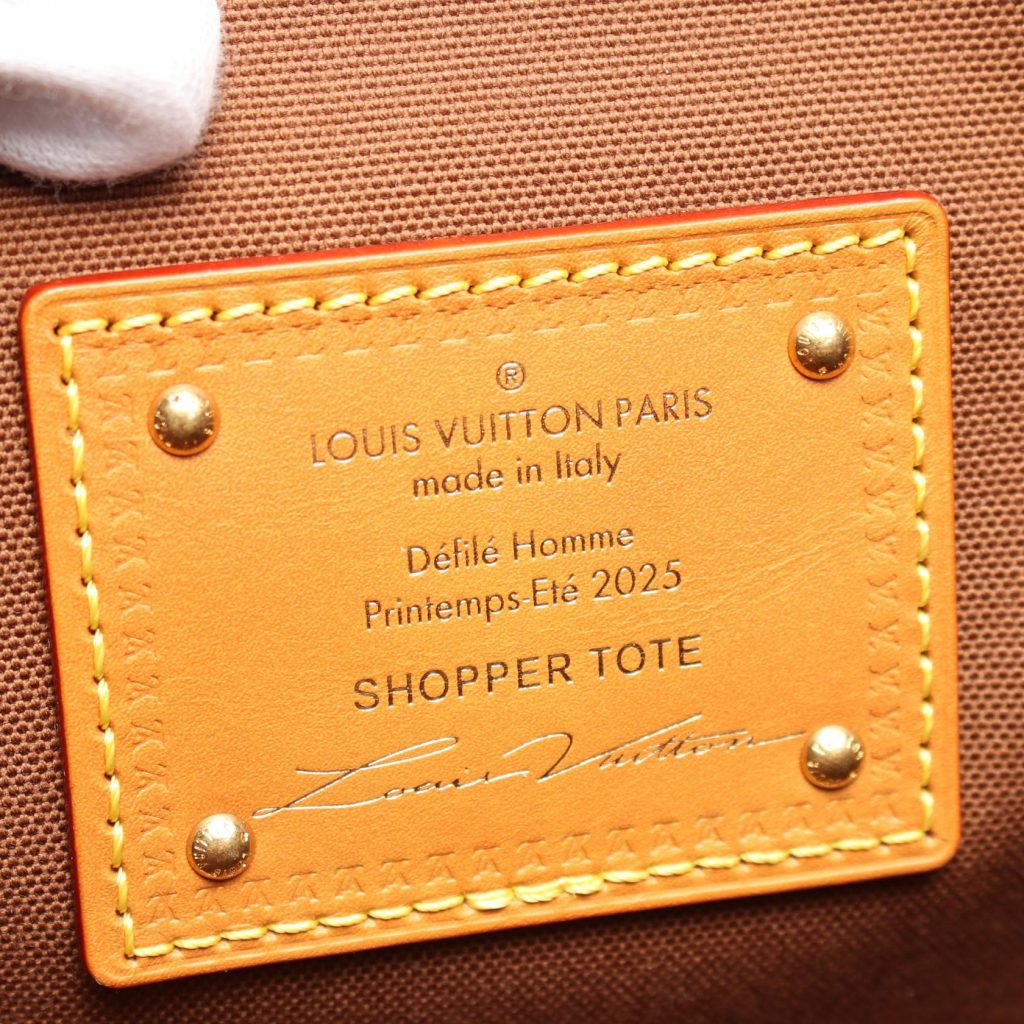 ®
LOUIS VUITTON PARIS
made in Italy
Défilé Homme
Printemps-Eté 2025
SHOPPER TOTE
Louis Vuitton